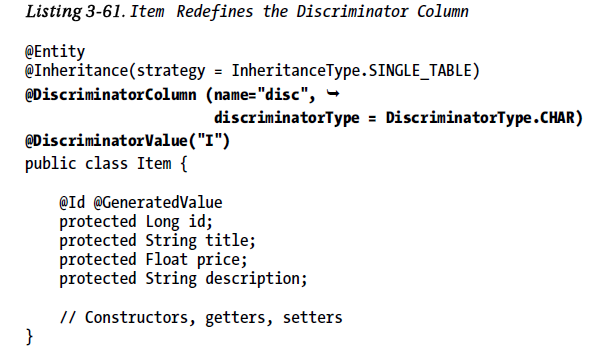 Listing 3-61. Item Redefines the Discriminator Column
@Entity
@Inheritance(strategy = InheritanceType.SINGLE_TABLE)
@DiscriminatorColumn (name="disc", ➥
discriminatorType = DiscriminatorType.CHAR)
@DiscriminatorValue("I")
public class Item {
@Id @GeneratedValue
protected Long id;
protected String title;
protected Float price;
protected String description;
// Constructors, getters, setters
}